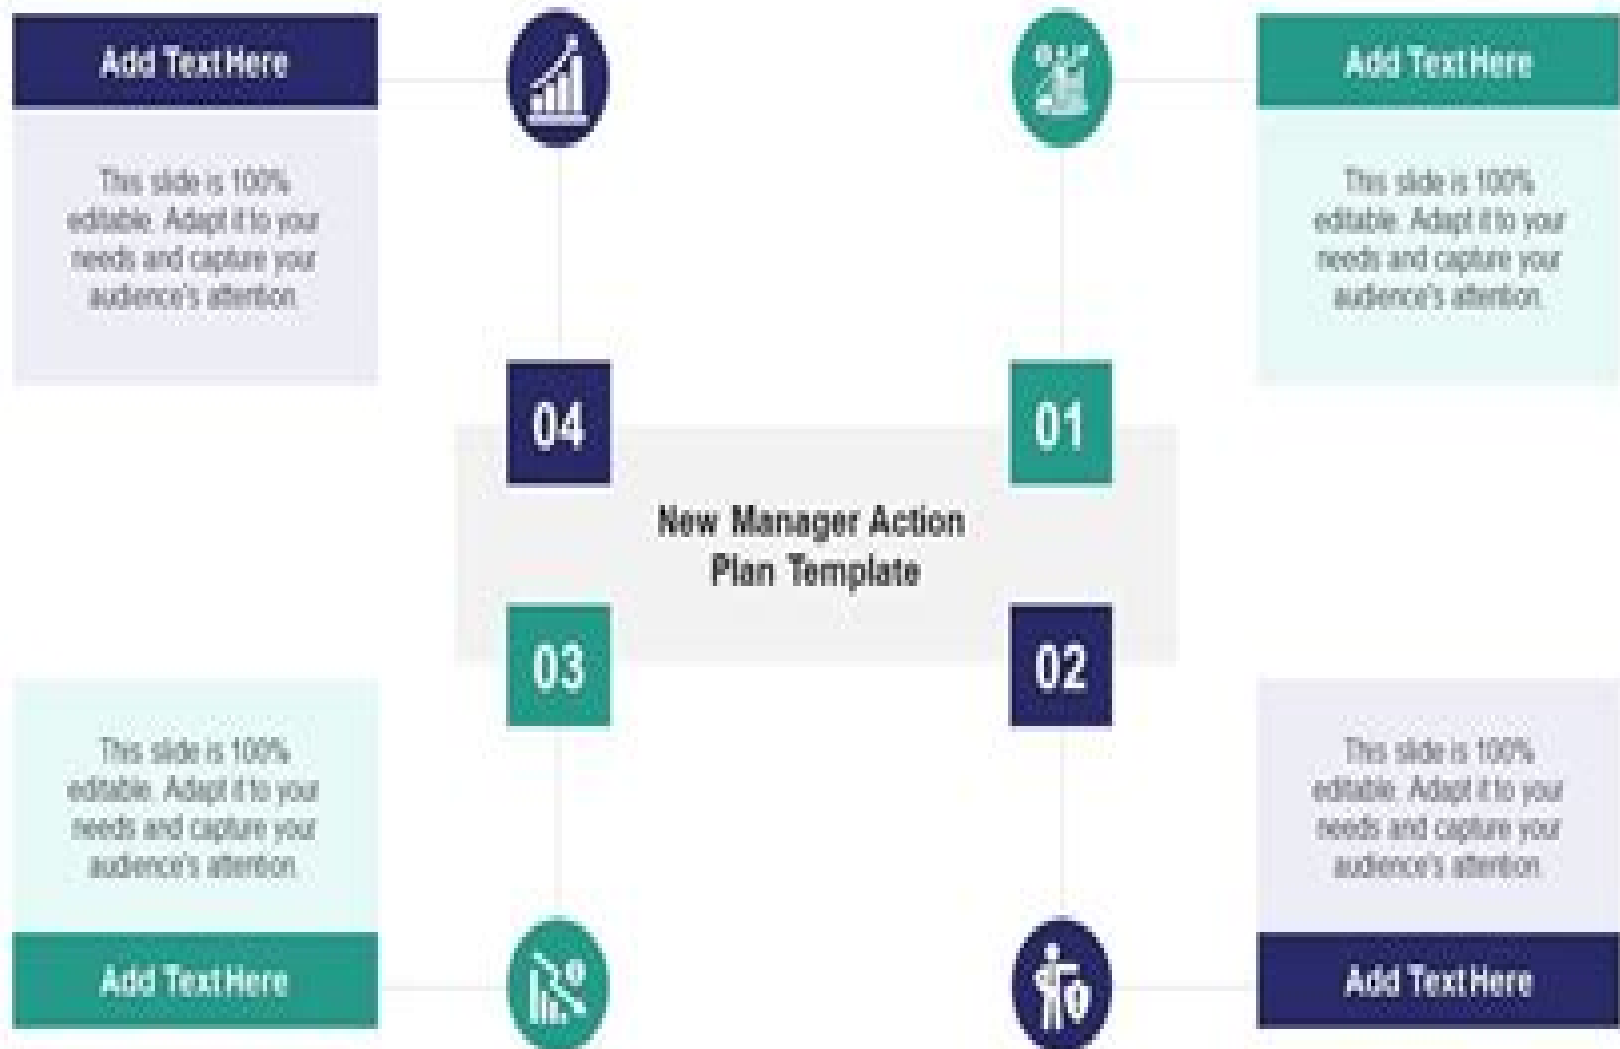 Add Text Here
This slide is 100%
editable. Adapt it to your
needs and capture your
audience's attention.
04
Add Text Here
This slide is 100%
editable. Adapt it to your
needs and capture your
audience's attention.
01
New Manager Action
Plan Template
03
This slide is 100%
editable. Adapt it to your
needs and capture your
audience's attention.
Add Text Here
02
This slide is 100%
editable. Adapt it to your
needs and capture your
audience's attention.
Add Text Here